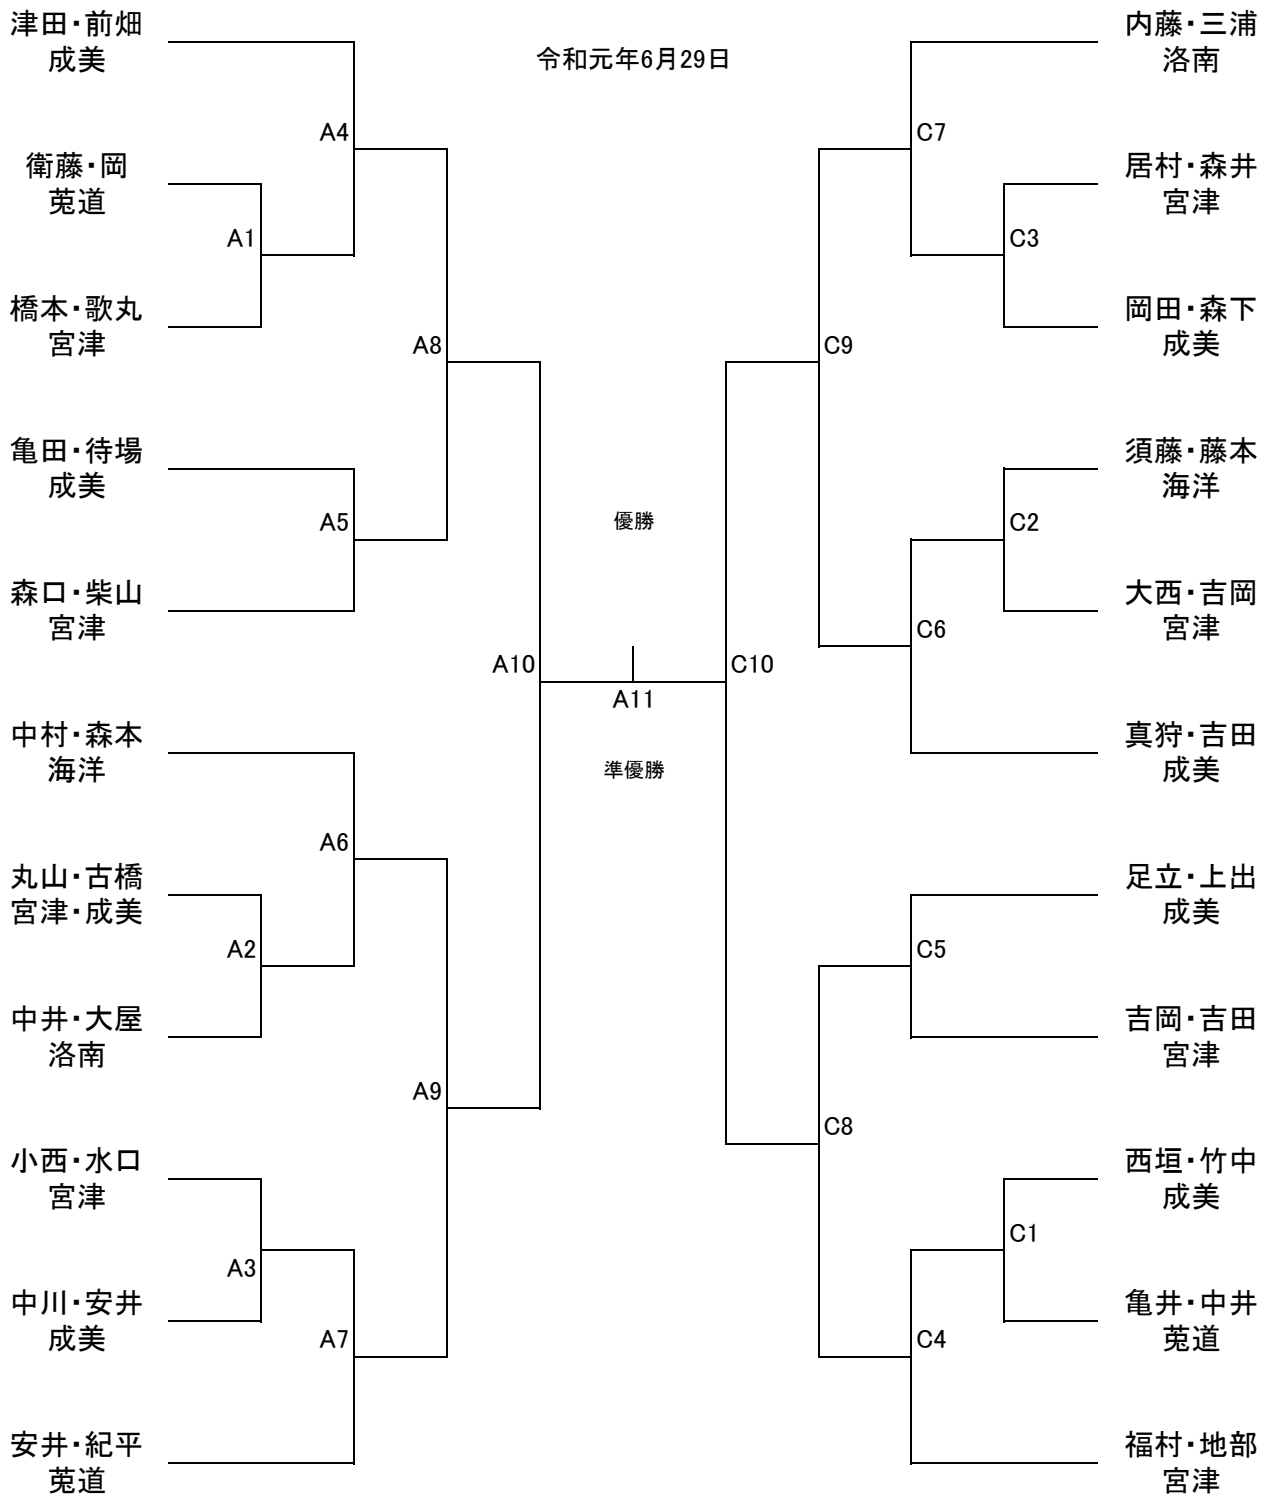 令和元年6月29日
津田・前畑
成美
衛藤・岡
莵道
橋本・歌丸
宮津
亀田・待場
成美
森口・柴山
宮津
中村・森本
海洋
丸山・古橋
宮津・成美
中井・大屋
洛南
小西・水口
宮津
中川・安井
成美
安井・紀平
莵道
A4
A1
A8
A5
A10
A6
A2
A9
A3
A7
優勝
A11
準優勝
C7
C3
C9
C2
C6
C10
C5
C8
C1
C4
内藤・三浦
洛南
居村・森井
宮津
岡田・森下
成美
須藤・藤本
海洋
大西・吉岡
宮津
真狩・吉田
成美
足立・上出
成美
吉岡・吉田
宮津
西垣・竹中
成美
亀井・中井
莵道
福村・地部
宮津